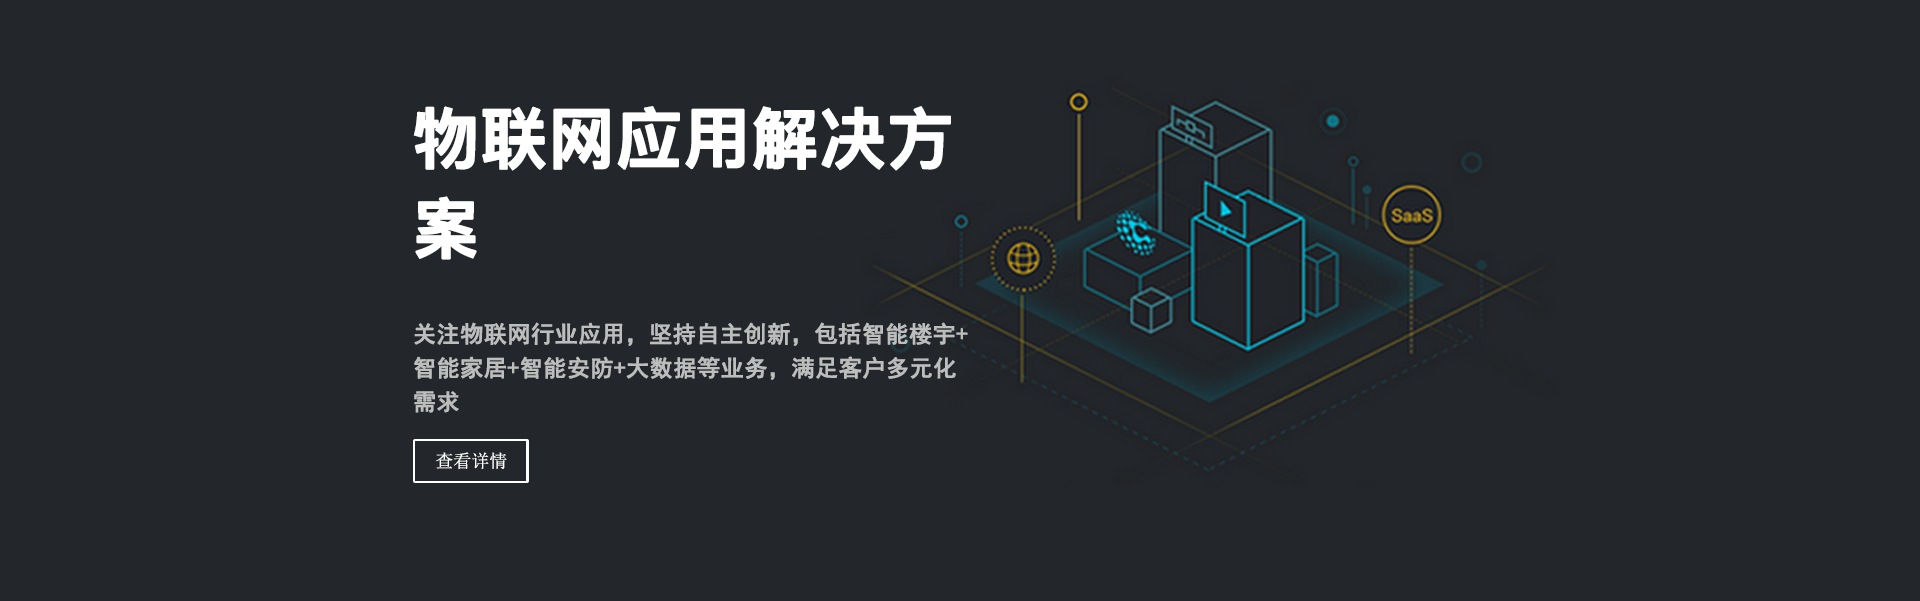 物联网应用解决方
案
关注物联网行业应用，坚持自主创新，包括智能楼宇+
智能家居+智能安防+大数据等业务，满足客户多元化
需求
查看详情
SaaS